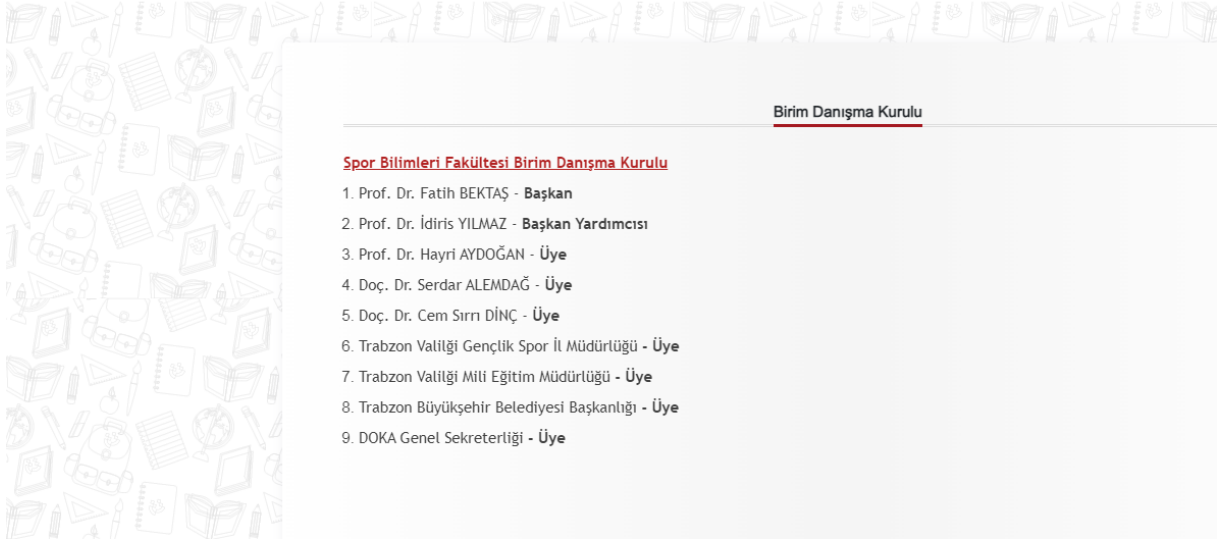 Birim Danışma Kurulu
Spor Bilimleri Fakültesi Birim Danışma Kurulu
1. Prof. Dr. Fatih BEKTAŞ - Başkan
2. Prof. Dr. İdiris YILMAZ - Başkan Yardımcısı
3. Prof. Dr. Hayri AYDOĞAN - Üye
4. Doç. Dr. Serdar ALEMDAĞ - Üye
5. Doç. Dr. Cem Sırrı DİNÇ - Üye
6. Trabzon Valilği Gençlik Spor İl Müdürlüğü - Üye
7. Trabzon Valilği Mili Eğitim Müdürlüğü - Üye
8. Trabzon Büyükşehir Belediyesi Başkanlığı - Üye
9. DOKA Genel Sekreterliği - Üye